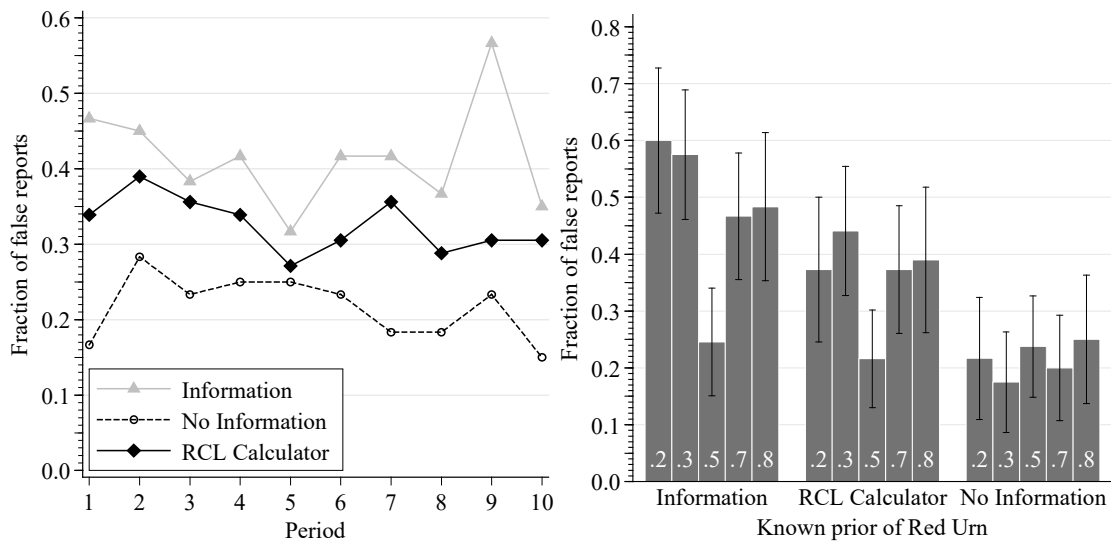 0.6
0.5
0.4
0.3
0.2
0.1
0.0
Fraction of false reports
Information
No Information
RCL Calculator
1 2 3 4 5 6 7 8 9 10
Period
0.8
0.7
0.6
0.5
0.4
0.3
0.2
0.1
0.0
Fraction of false reports
.2 .3 .5 .7 .8 .2 .3 .5 .7 .8 .2 .3 .5 .7 .8
Information RCL Calculator No Information
Known prior of Red Urn